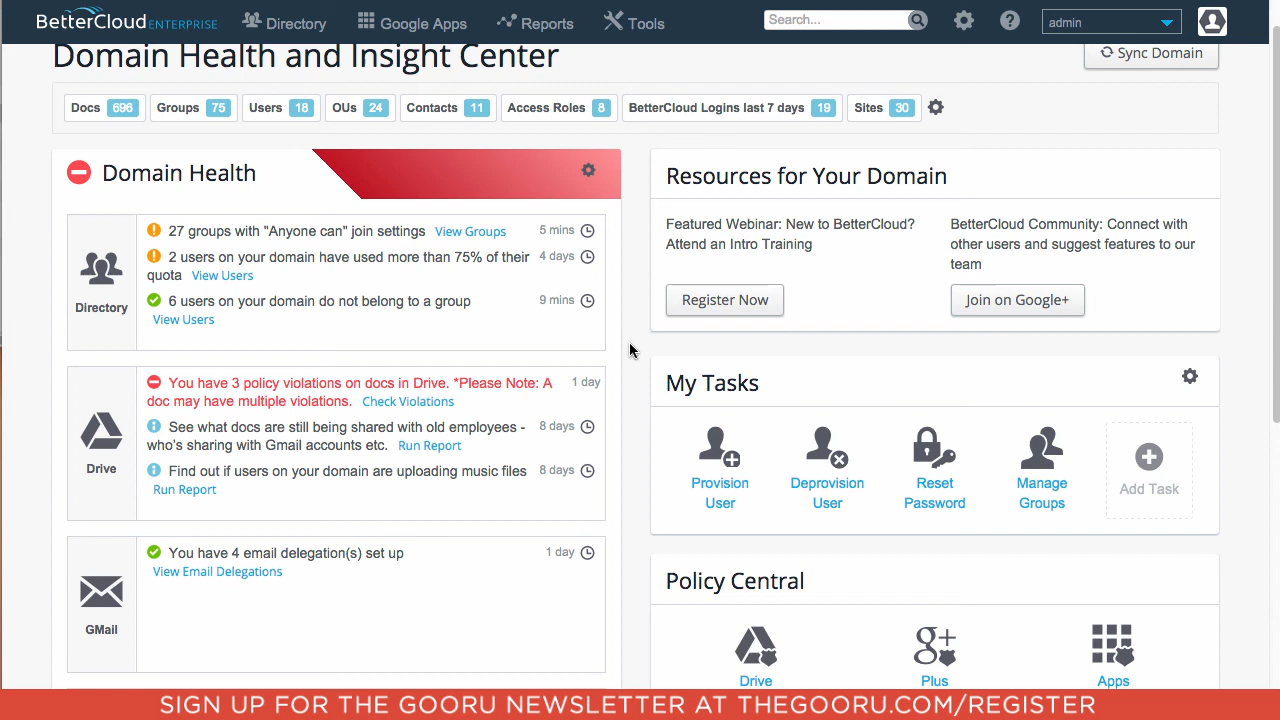 BetterCloud ENTERPRISE
Directory
Google Apps
Reports
Tools
Search...
?
admin
Domain Health and Insight Center
Sync Domain
Docs 696
Groups 75
Users 18
OUs 24
Contacts 11
Access Roles 8
BetterCloud Logins last 7 days 19
Sites 30
Domain Health
Directory
27 groups with "Anyone can" join settings View Groups 5 mins
2 users on your domain have used more than 75% of their 4 days
quota View Users
6 users on your domain do not belong to a group 9 mins
View Users
Drive
You have 3 policy violations on docs in Drive. *Please Note: A 1 day
doc may have multiple violations. Check Violations
See what docs are still being shared with old employees - 8 days
who's sharing with Gmail accounts etc. Run Report
Find out if users on your domain are uploading music files 8 days
Run Report
GMail
You have 4 email delegation(s) set up 1 day
View Email Delegations
Resources for Your Domain
Featured Webinar: New to BetterCloud?
Attend an Intro Training
Register Now
BetterCloud Community: Connect with
other users and suggest features to our
team
Join on Google+
My Tasks
Provision
User
Deprovision
User
Reset
Password
Manage
Groups
Add Task
Policy Central
Drive
g+
Plus
Apps
SIGN UP FOR THE GOORU NEWSLETTER AT THEGOORU.COM/REGISTER